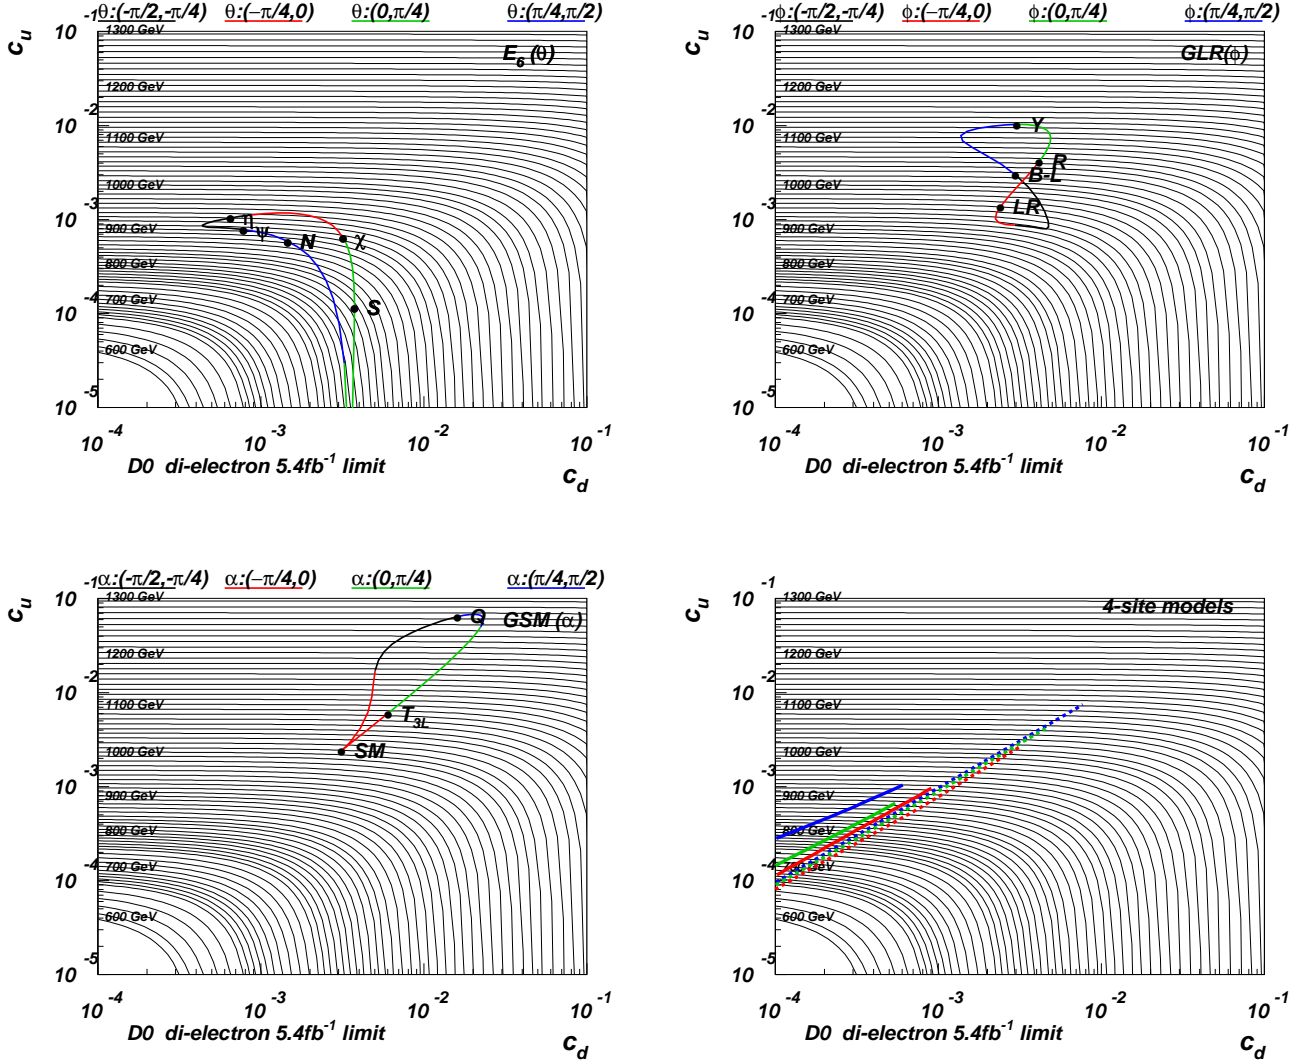 θ:(-π/2,-π/4) θ:(−π/4,0) θ:(0,π/4) θ:(π/4,π/2)
c_u
10^-1
1300 GeV
E_6 (θ)
1200 GeV
10^-2
1100 GeV
1000 GeV
10^-3
900 GeV
η
ψ
N
χ
800 GeV
10^-4
700 GeV
S
600 GeV
10^-5
10^-4 10^-3 10^-2 10^-1
D0 di-electron 5.4fb^-1 limit
c_d
ϕ:(-π/2,-π/4) ϕ:(−π/4,0) ϕ:(0,π/4) ϕ:(π/4,π/2)
c_u
10^-1
1300 GeV
GLR(ϕ)
1200 GeV
10^-2
Y
1100 GeV
R
B-L
1000 GeV
LR
10^-3
900 GeV
800 GeV
10^-4
700 GeV
600 GeV
10^-5
10^-4 10^-3 10^-2 10^-1
D0 di-electron 5.4fb^-1 limit
c_d
α:(-π/2,-π/4) α:(−π/4,0) α:(0,π/4) α:(π/4,π/2)
c_u
10^-1
1300 GeV
Q
GSM (α)
1200 GeV
10^-2
1100 GeV
T_3L
1000 GeV
SM
10^-3
900 GeV
800 GeV
10^-4
700 GeV
600 GeV
10^-5
10^-4 10^-3 10^-2 10^-1
D0 di-electron 5.4fb^-1 limit
c_d
c_u
10^-1
1300 GeV
4-site models
1200 GeV
10^-2
1100 GeV
1000 GeV
10^-3
900 GeV
800 GeV
10^-4
700 GeV
600 GeV
10^-5
10^-4 10^-3 10^-2 10^-1
D0 di-electron 5.4fb^-1 limit
c_d